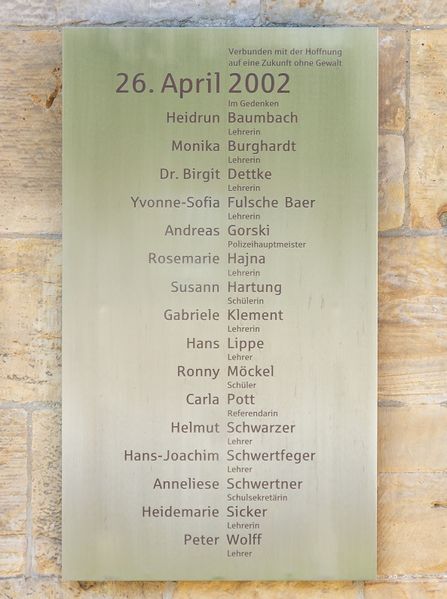 Verbunden mit der Hoffnung
auf eine Zukunft ohne Gewalt
26. April 2002
Im Gedenken
Heidrun Baumbach
Lehrerin
Monika Burghardt
Lehrerin
Dr. Birgit Dettke
Lehrerin
Yvonne-Sofia Fulsche Baer
Lehrerin
Andreas Gorski
Polizeihauptmeister
Rosemarie Hajna
Lehrerin
Susann Hartung
Schülerin
Gabriele Klement
Lehrerin
Hans Lippe
Lehrer
Ronny Möckel
Schüler
Carla Pott
Referendarin
Helmut Schwarzer
Lehrer
Hans-Joachim Schwertfeger
Lehrer
Anneliese Schwertner
Schulsekretärin
Heidemarie Sicker
Lehrerin
Peter Wolff
Lehrer